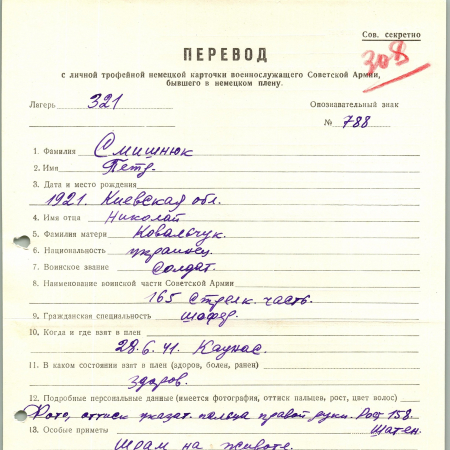 Сов. секретно
308
ПЕРЕВОД
с личной трофейной немецкой карточки военнослужащего Советской Армии,
бывшего в немецком плену.
Лагерь 321 Опознавательный знак
№ 788
1. Фамилия Смишнюк
2. Имя Петр.
3. Дата и место рождения
1921. Киевская обл.
4. Имя отца Николай
5. Фамилия матери Ковальчук.
6. Национальность украинец.
7. Воинское звание Солдат.
8. Наименование воинской части Советской Армии
165 Стрелк. часть.
9. Гражданская специальность шофер.
10. Когда и где взят в плен
28.6.41. Каунас.
11. В каком состоянии взят в плен (здоров, болен, ранен)
здоров.
12. Подробные персональные данные (имеется фотография, оттиск пальцев, рост, цвет волос)
Фото, оттиск указат. пальца правой руки. Рост 158.
13. Особые приметы Шатен.
Шрам на животе.